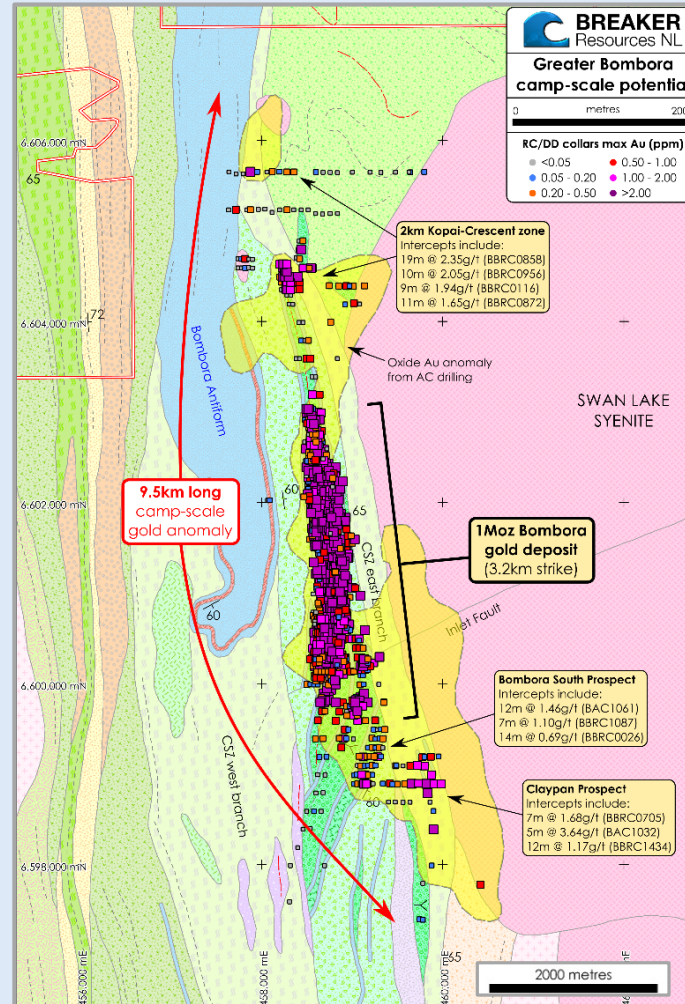 BREAKER
Resources NL
Greater Bombora
camp-scale potential
0 metres 200
RC/DD collars max Au (ppm)
<0.05
0.05 - 0.20
0.20 - 0.50
0.50 - 1.00
1.00 - 2.00
>2.00
6,606,000 mN
65
2km Kopai-Crescent zone
Intercepts include:
19m @ 2.35g/t (BBRC0858)
10m @ 2.05g/t (BBRC0956)
9m @ 1.94g/t (BBRC0116)
11m @ 1.65g/t (BBRC0872)
6,604,000 mN
72
Bombora Antiform
Oxide Au anomaly
from AC drilling
SWAN LAKE
SYENITE
9.5km long
camp-scale
gold anomaly
6,602,000 mN
60
65
CSZ east branch
1Moz Bombora
gold deposit
(3.2km strike)
60
Inlet Fault
6,600,000 mN
Bombora South Prospect
Intercepts include:
12m @ 1.46g/t (BAC1061)
7m @ 1.10g/t (BBRC1087)
14m @ 0.69g/t (BBRC0026)
CSZ west branch
60
Claypan Prospect
Intercepts include:
7m @ 1.68g/t (BBRC0705)
5m @ 3.64g/t (BAC1032)
12m @ 1.17g/t (BBRC1434)
6,598,000 mN
65
456,000 mE
458,000 mE
460,000 mE
2000 metres